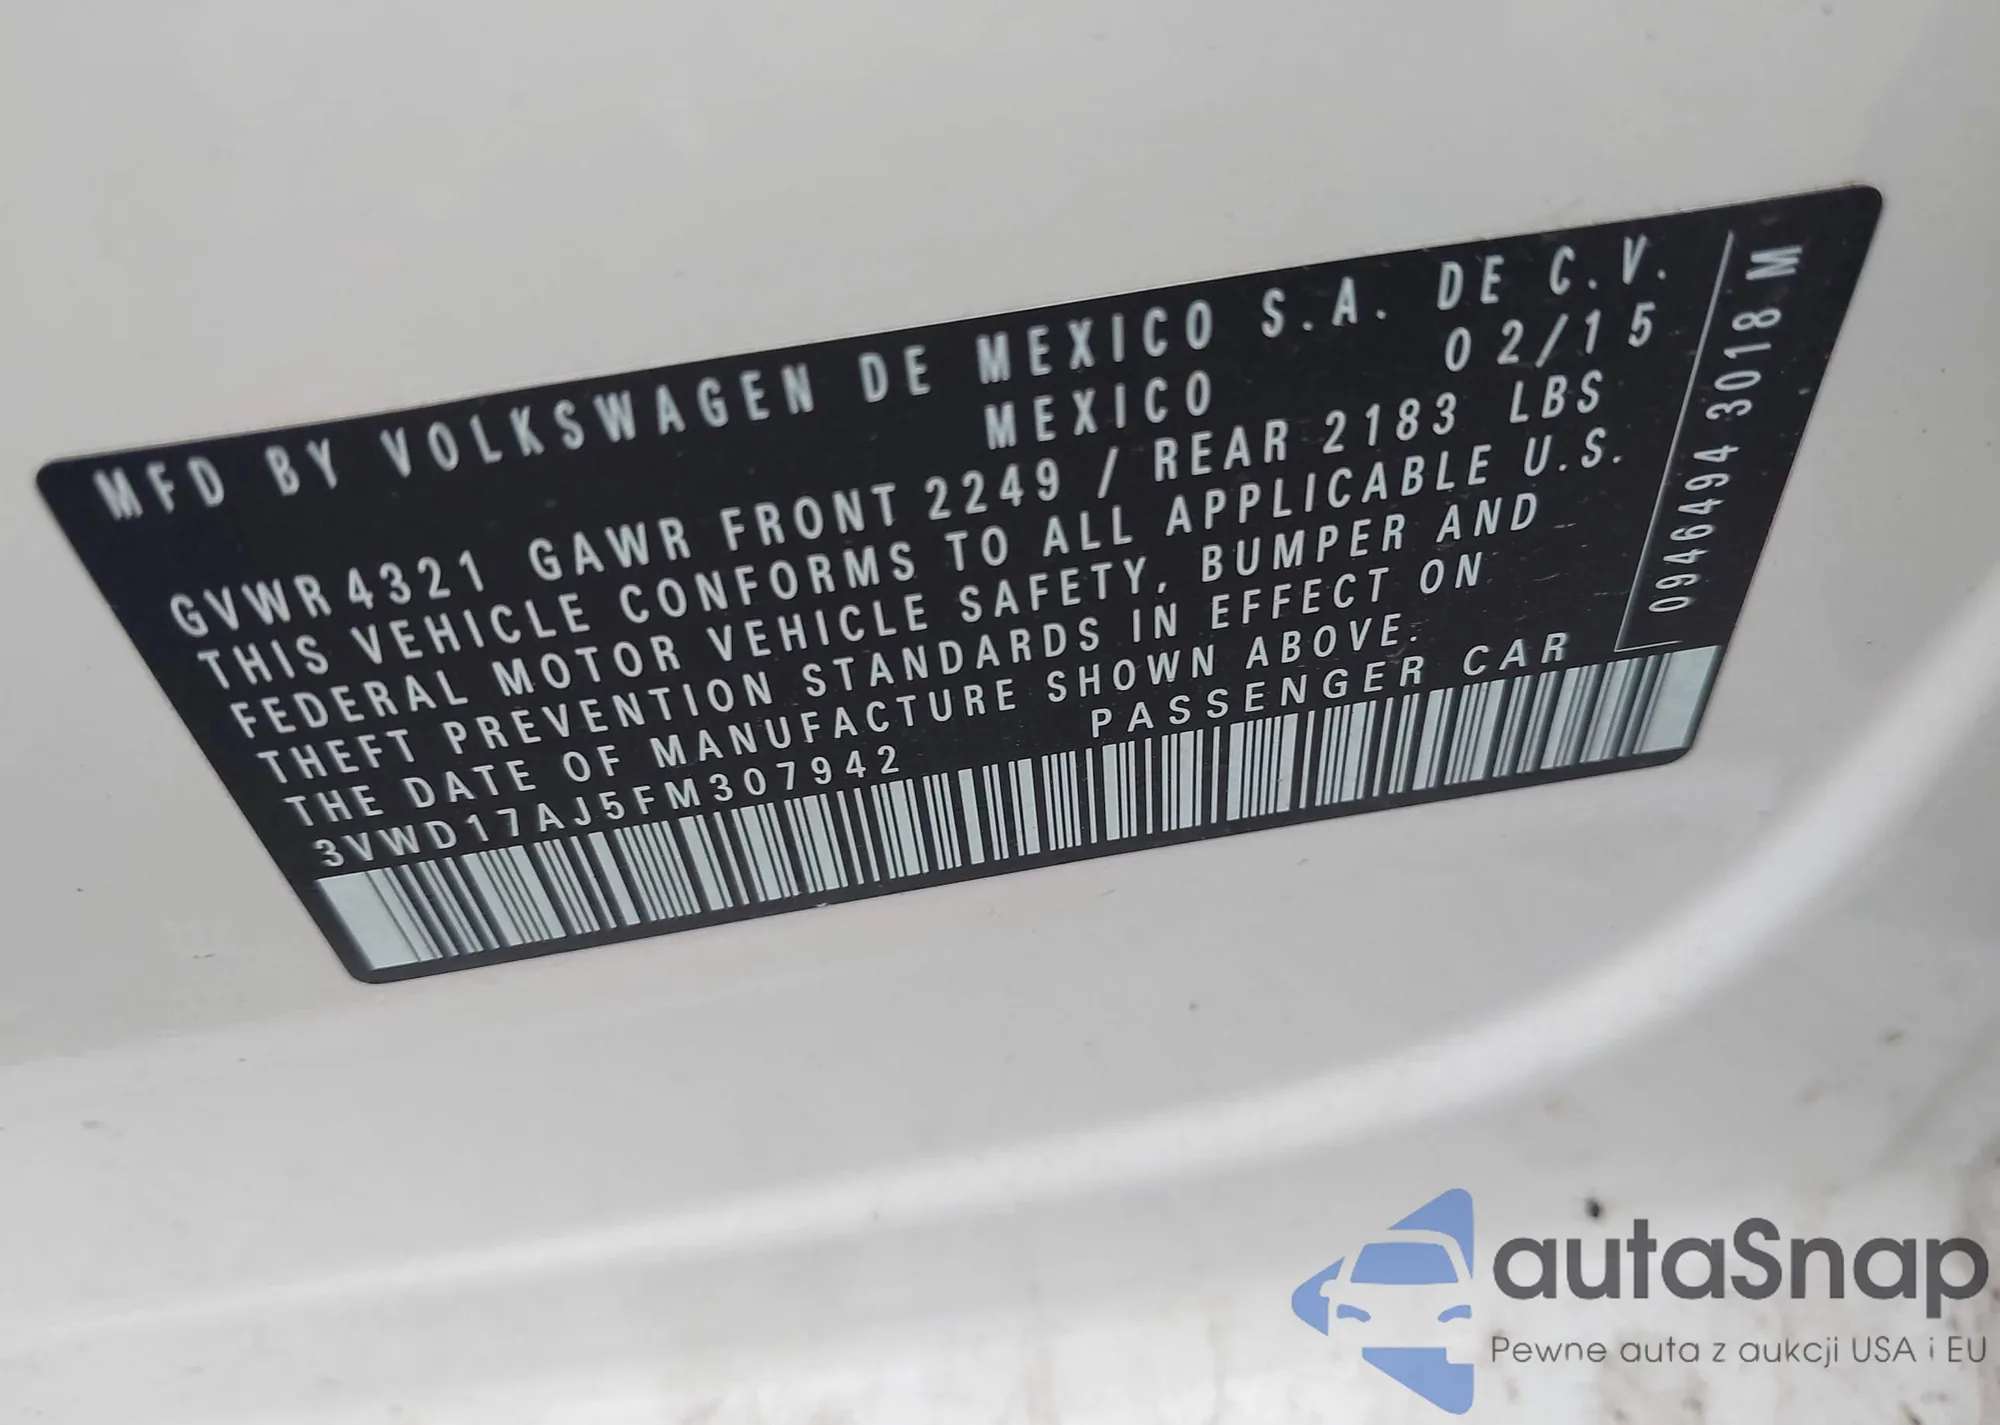 MFD BY VOLKSWAGEN DE MEXICO S.A. DE C.V.
MEXICO 02/15
GVWR 4321 GAWR FRONT 2249 / REAR 2183 LBS
THIS VEHICLE CONFORMS TO ALL APPLICABLE U.S.
FEDERAL MOTOR VEHICLE SAFETY, BUMPER AND
THEFT PREVENTION STANDARDS IN EFFECT ON
THE DATE OF MANUFACTURE SHOWN ABOVE.
3VWD17AJ5FM307942 PASSENGER CAR
0946494 3018 M
autaSnap
Pewne auta z aukcji USA i EU